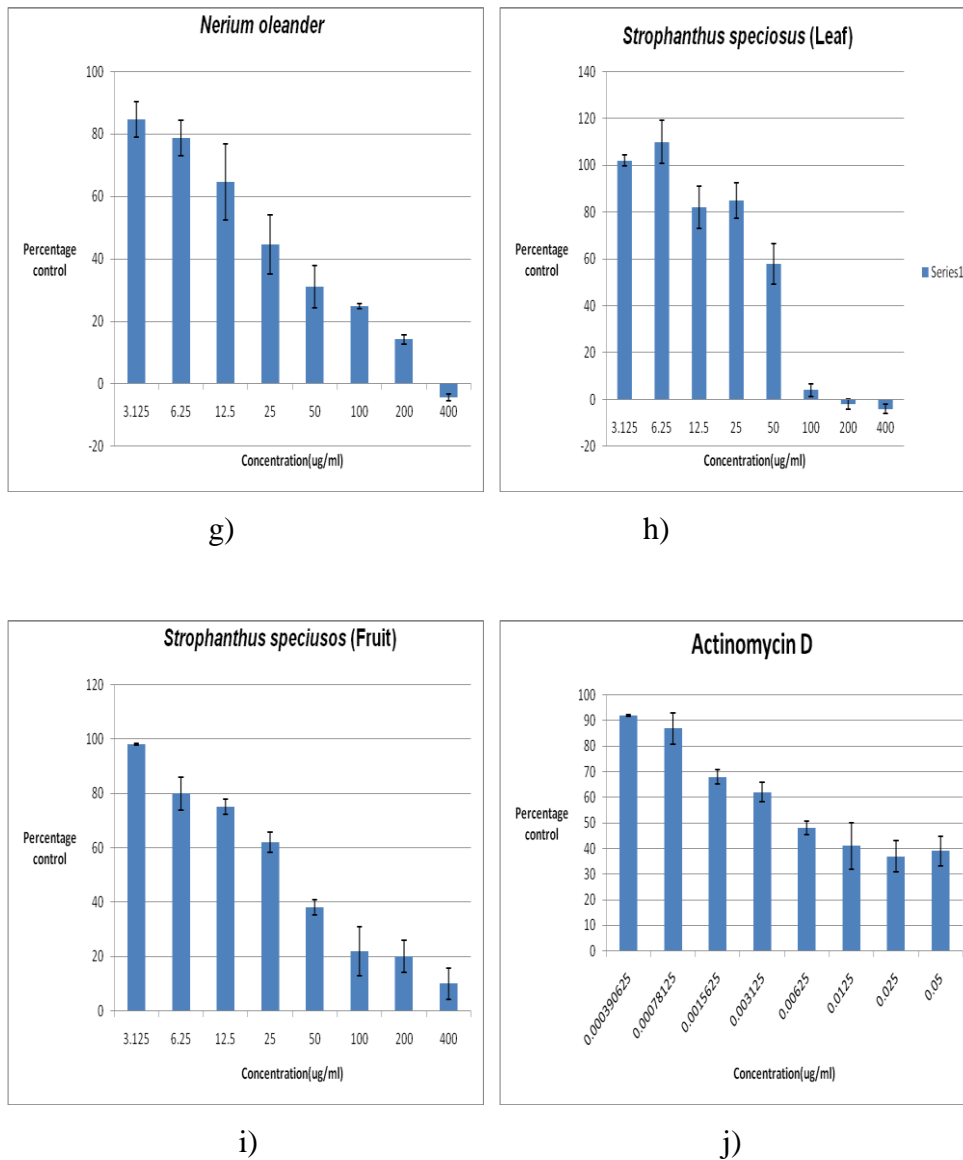 Nerium oleander
100
80
60
40
20
0
-20
Percentage
control
3.125 6.25 12.5 25 50 100 200 400
Concentration(ug/ml)
g)
Strophanthus speciosus (Leaf)
140
120
100
80
60
40
20
0
-20
Percentage
control
3.125 6.25 12.5 25 50 100 200 400
Concentration(ug/ml)
Series1
h)
Strophanthus speciusos (Fruit)
120
100
80
60
40
20
0
Percentage
control
3.125 6.25 12.5 25 50 100 200 400
Concentration(ug/ml)
i)
Actinomycin D
100
90
80
70
60
50
40
30
20
10
0
Percentage
control
0.000390625 0.00078125 0.0015625 0.003125 0.00625 0.0125 0.025 0.05
Concentration(ug/ml)
j)